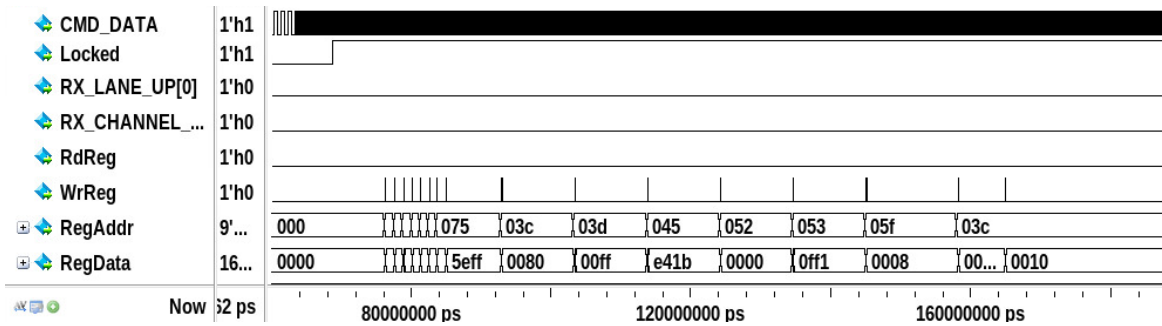 CMD_DATA 1'h1
Locked 1'h1
RX_LANE_UP[0] 1'h0
RX_CHANNEL_... 1'h0
RdReg 1'h0
WrReg 1'h0
RegAddr 9'... 000 075 03c 03d 045 052 053 05f 03c
RegData 16... 0000 5eff 0080 00ff e41b 0000 0ff1 0008 00... 0010
Now 62 ps 80000000 ps 120000000 ps 160000000 ps